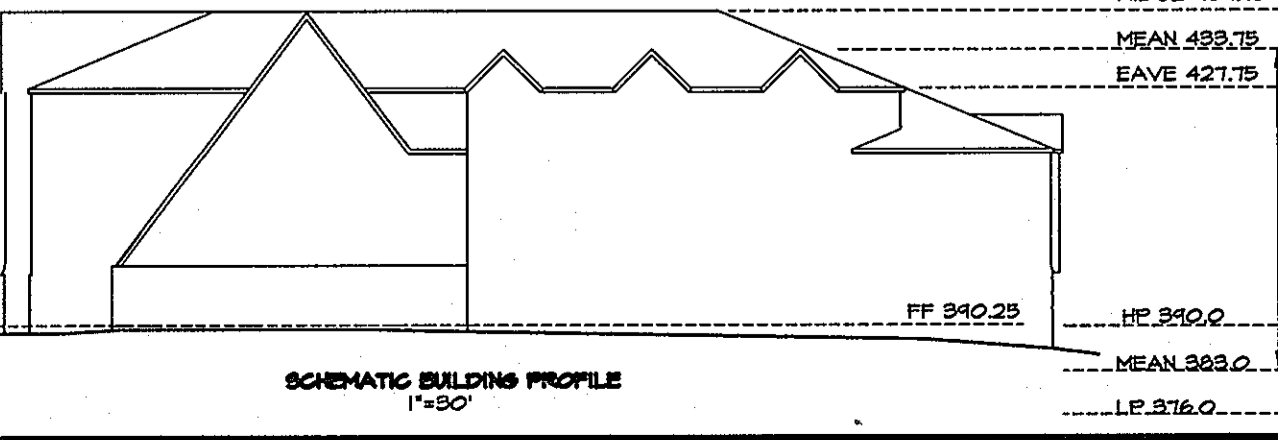 MEAN 433.75
EAVE 427.75
FF 390.25
HP 390.0
MEAN 383.0
LP 376.0
SCHEMATIC BUILDING PROFILE
1"=30'